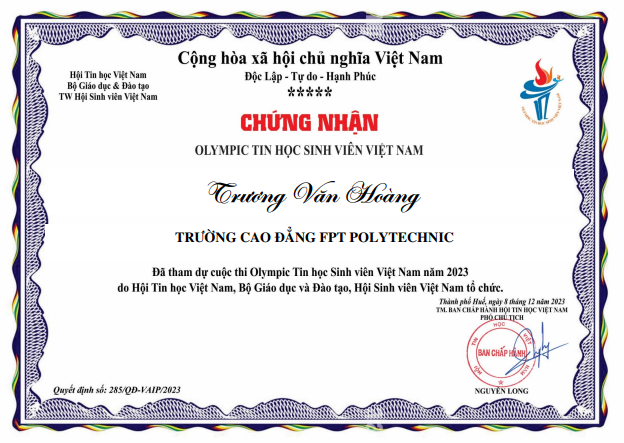 Cộng hòa xã hội chủ nghĩa Việt Nam
Độc Lập - Tự do - Hạnh Phúc
*****
Hội Tin học Việt Nam
Bộ Giáo dục & Đào tạo
TW Hội Sinh viên Việt Nam
CHỨNG NHẬN
OLYMPIC TIN HỌC SINH VIÊN VIỆT NAM
Trương Văn Hoàng
TRƯỜNG CAO ĐẲNG FPT POLYTECHNIC
Đã tham dự cuộc thi Olympic Tin học Sinh viên Việt Nam năm 2023
do Hội Tin học Việt Nam, Bộ Giáo dục và Đào tạo, Hội Sinh viên Việt Nam tổ chức.
Thành phố Huế, ngày 8 tháng 12 năm 2023
TM. BAN CHẤP HÀNH HỘI TIN HỌC VIỆT NAM
PHÓ CHỦ TỊCH
HỘI TIN HỌC VIỆT NAM
BAN CHẤP HÀNH
NGUYỄN LONG
Quyết định số: 285/QĐ-VAIP/2023